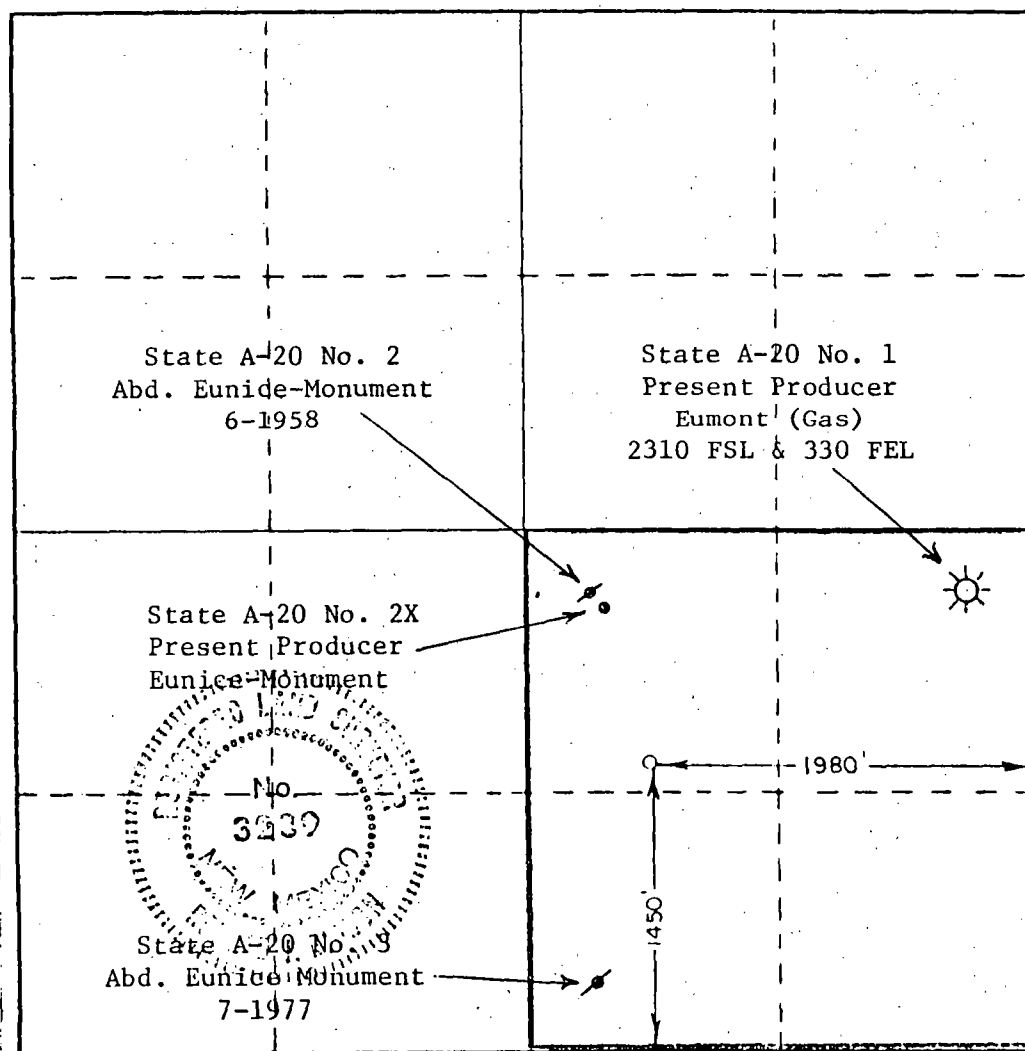 State A-20 No. 2
Abd. Eunide-Monument
6-1958
State A-20 No. 1
Present Producer
Eumont (Gas)
2310 FSL & 330 FEL
State A-20 No. 2X
Present Producer
Eunice-Monument
No.
NEW MEXICO
1980'
1450'
State A-20 No. 3
Abd. Eunice Monument
7-1977